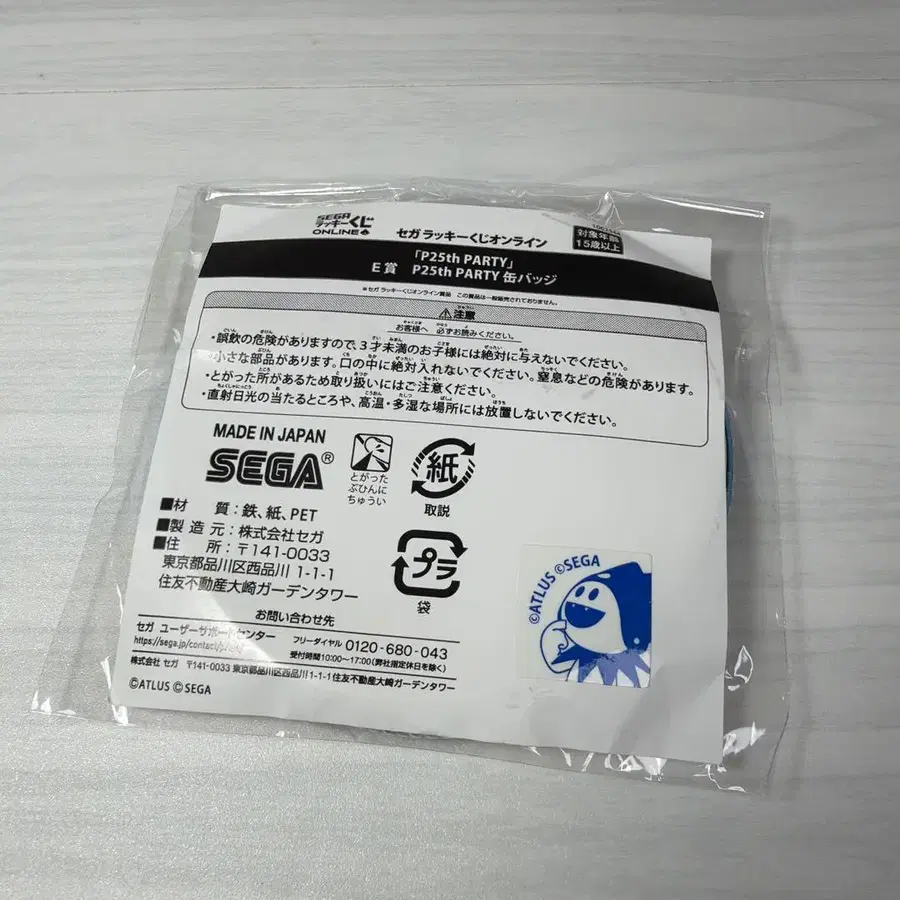 SEGA
ラッキーくじ
ONLINE
セガ ラッキーくじオンライン
対象年齢
15歳以上
「P25th PARTY」
E 賞 P25th PARTY 缶バッジ
※セガ ラッキーくじオンライン賞品 この賞品は一般販売されておりません。
⚠注意
お客様へ 必ずお読みください。
・誤飲の危険がありますので、3才未満のお子様には絶対に与えないでください。
・小さな部品があります。口の中に絶対入れないでください。窒息などの危険があります。
・とがった所があるため取り扱いにはご注意ください。
・直射日光の当たるところや、高温・多湿な場所には放置しないでください。
MADE IN JAPAN
SEGA®
とがった
ぶひんに
ちゅうい
紙
取説
■材 質：鉄、紙、PET
■製 造 元：株式会社セガ
■住 所：〒141-0033
東京都品川区西品川 1-1-1
住友不動産大崎ガーデンタワー
プラ
袋
©ATLUS ©SEGA
お問い合わせ先
セガ ユーザーサポートセンター
https://sega.jp/contact/
フリーダイヤル 0120-680-043
受付時間10:00～17:00(弊社指定休日を除く)
株式会社 セガ 〒141-0033 東京都品川区西品川1-1-1住友不動産大崎ガーデンタワー
©ATLUS ©SEGA